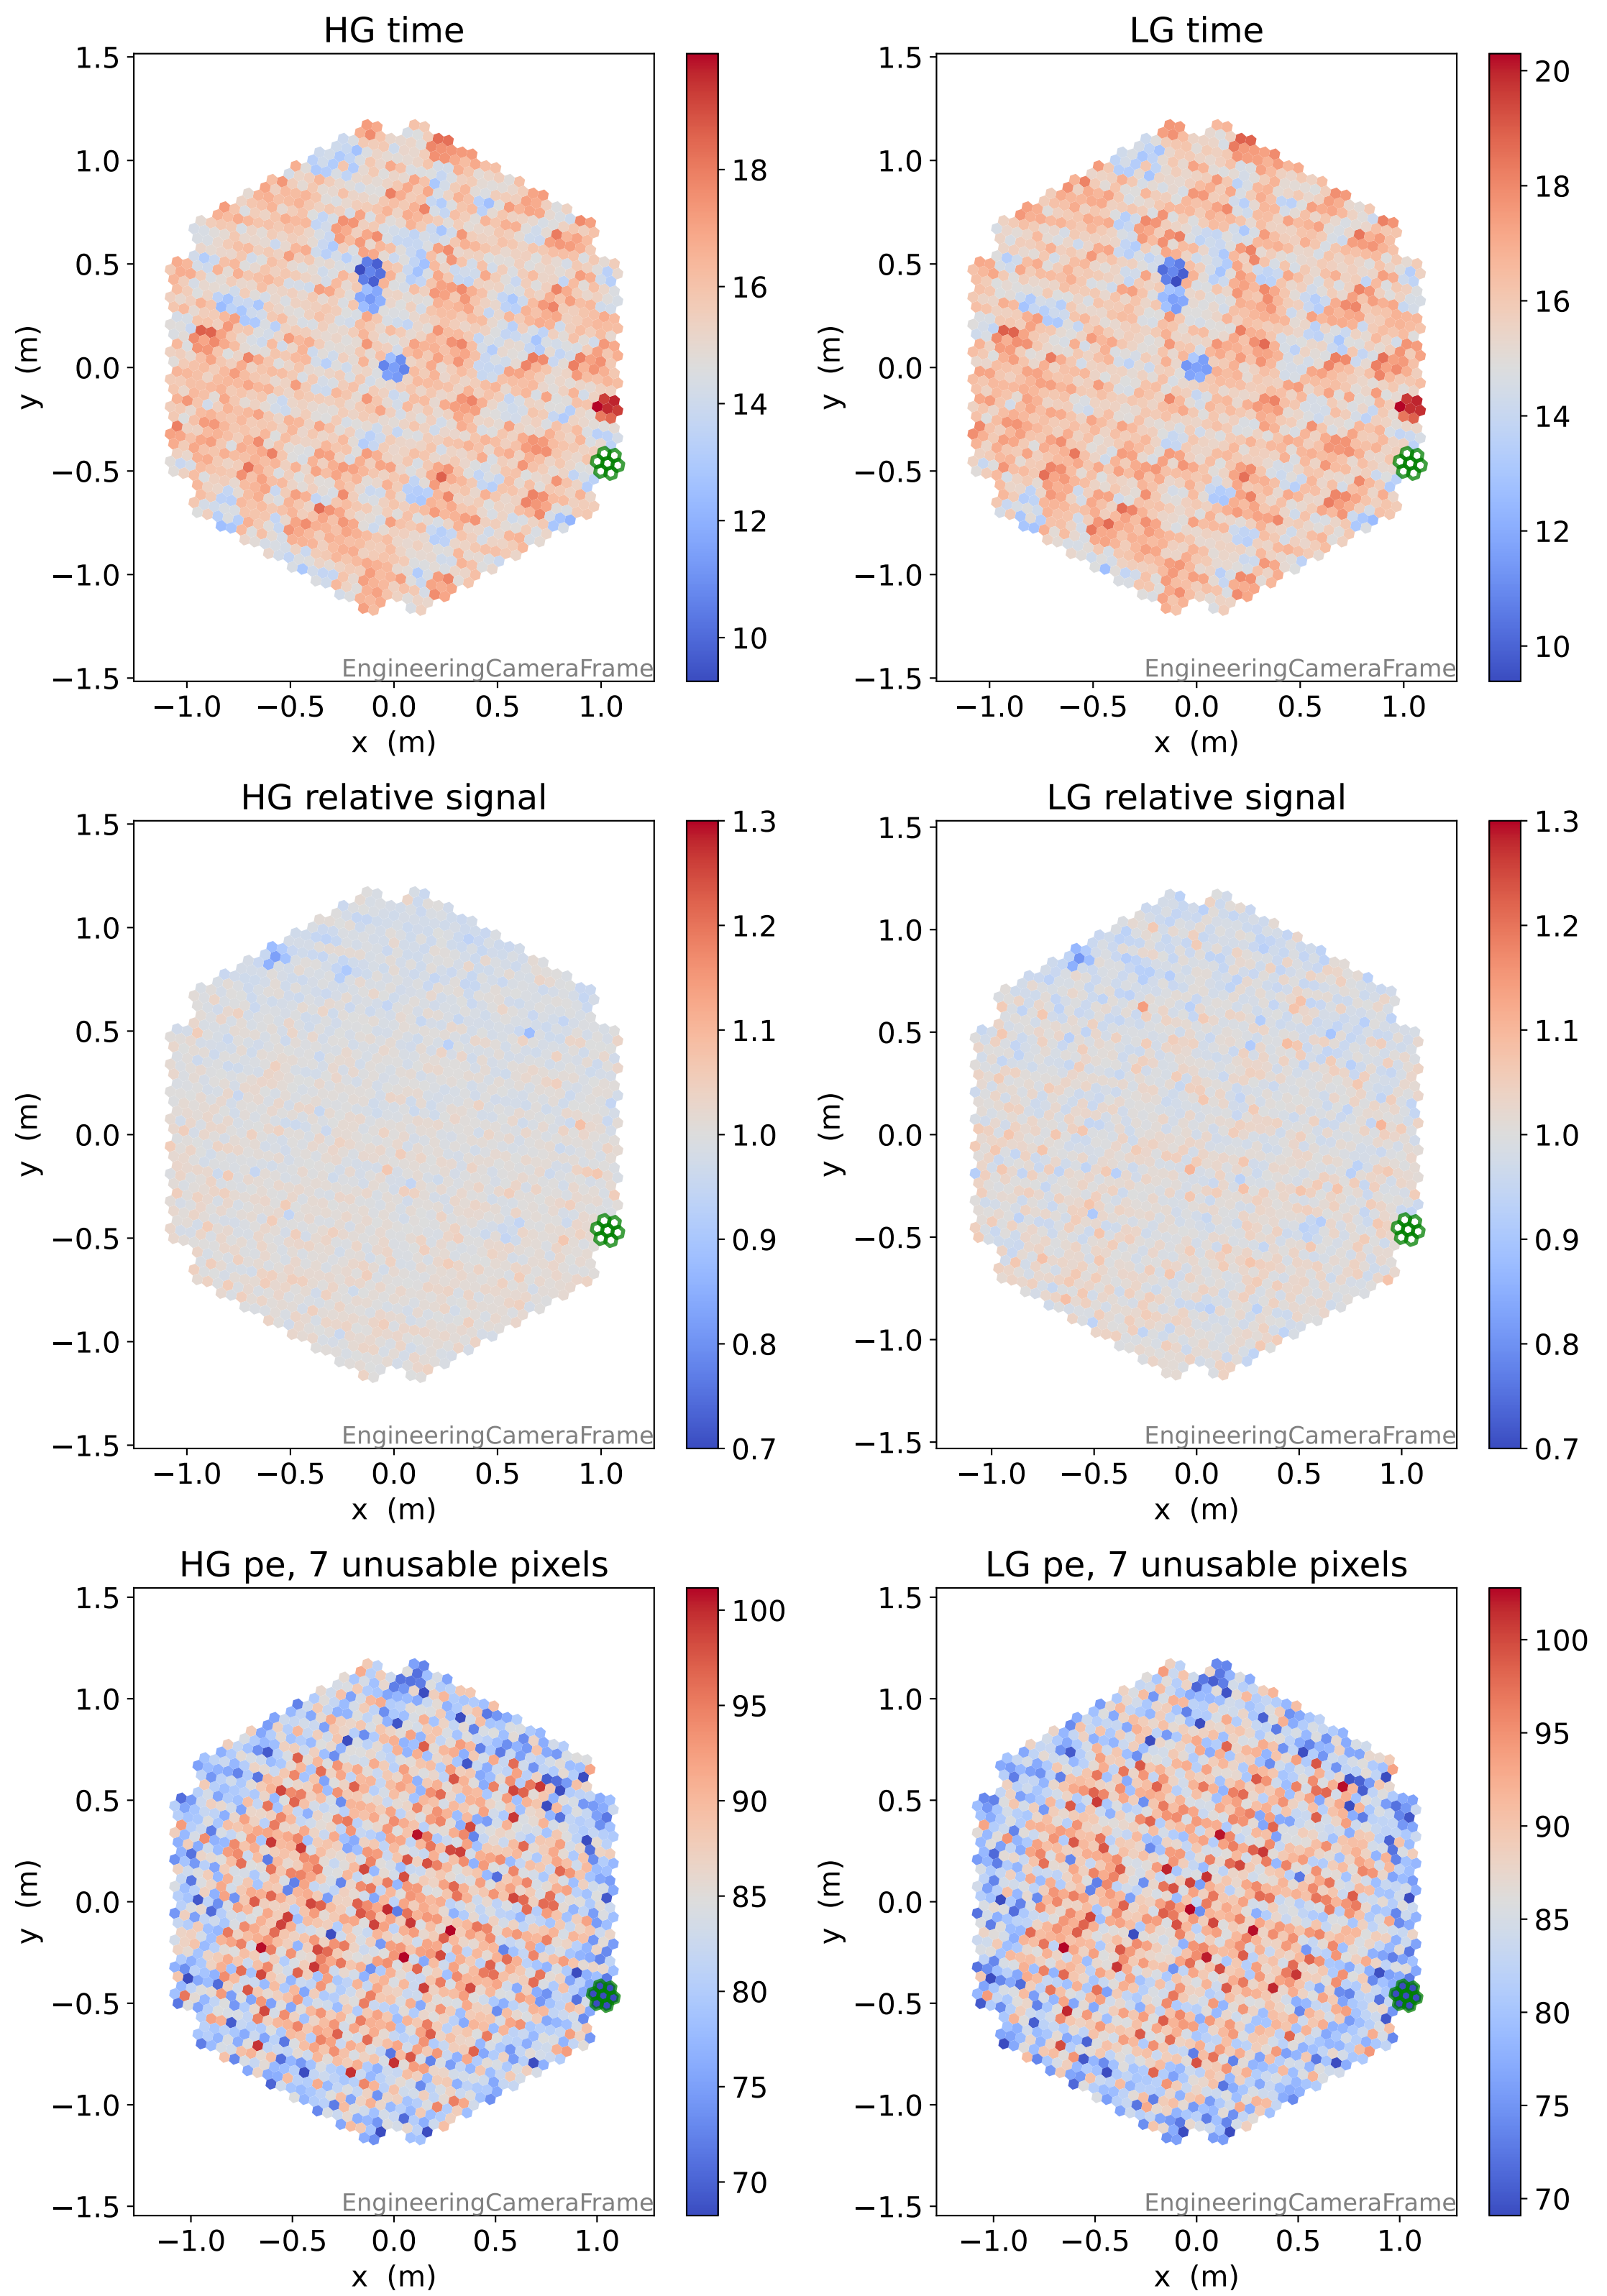 HG time
LG time
1.5
1.0
0.5
0.0
−0.5
−1.0
−1.5
y (m)
−1.0 −0.5 0.0 0.5 1.0
x (m)
EngineeringCameraFrame
18
16
14
12
10
1.5
1.0
0.5
0.0
−0.5
−1.0
−1.5
y (m)
−1.0 −0.5 0.0 0.5 1.0
x (m)
EngineeringCameraFrame
20
18
16
14
12
10
HG relative signal
LG relative signal
1.5
1.0
0.5
0.0
−0.5
−1.0
−1.5
y (m)
−1.0 −0.5 0.0 0.5 1.0
x (m)
EngineeringCameraFrame
1.3
1.2
1.1
1.0
0.9
0.8
0.7
1.5
1.0
0.5
0.0
−0.5
−1.0
−1.5
y (m)
−1.0 −0.5 0.0 0.5 1.0
x (m)
EngineeringCameraFrame
1.3
1.2
1.1
1.0
0.9
0.8
0.7
HG pe, 7 unusable pixels
LG pe, 7 unusable pixels
1.5
1.0
0.5
0.0
−0.5
−1.0
−1.5
y (m)
−1.0 −0.5 0.0 0.5 1.0
x (m)
EngineeringCameraFrame
100
95
90
85
80
75
70
1.5
1.0
0.5
0.0
−0.5
−1.0
−1.5
y (m)
−1.0 −0.5 0.0 0.5 1.0
x (m)
EngineeringCameraFrame
100
95
90
85
80
75
70